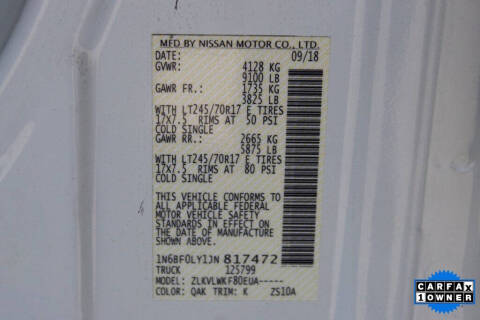 MFD BY NISSAN MOTOR CO., LTD.
DATE: 09/18
GVWR: 4128 KG
9100 LB
GAWR FR.: 1735 KG
3825 LB
WITH LT245/70R17 E TIRES
17X7.5 RIMS AT 50 PSI
COLD SINGLE
GAWR RR.: 2665 KG
5875 LB
WITH LT245/70R17 E TIRES
17X7.5 RIMS AT 80 PSI
COLD SINGLE
THIS VEHICLE CONFORMS TO
ALL APPLICABLE FEDERAL
MOTOR VEHICLE SAFETY
STANDARDS IN EFFECT ON
THE DATE OF MANUFACTURE
SHOWN ABOVE.
1N6BF0LY1JN817472
TRUCK 125799
MODEL: ZLKVLWKF80EUA-----
COLOR: QAK TRIM: K ZS10A
CARFAX
1 OWNER